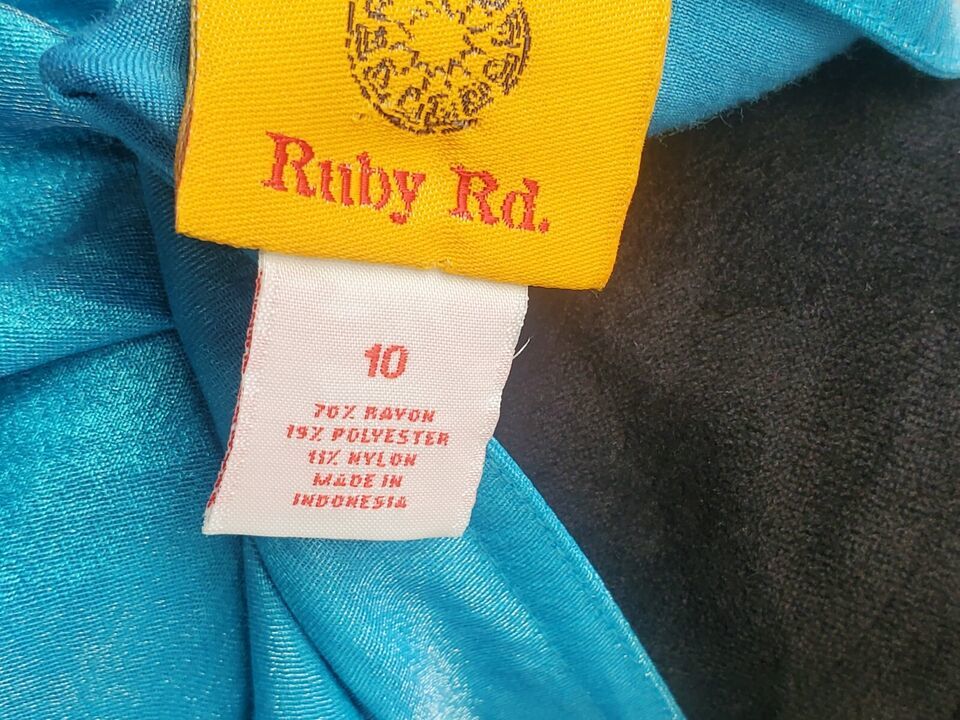 Ruby Rd.
10
70% RAYON
19% POLYESTER
11% NYLON
MADE IN
INDONESIA